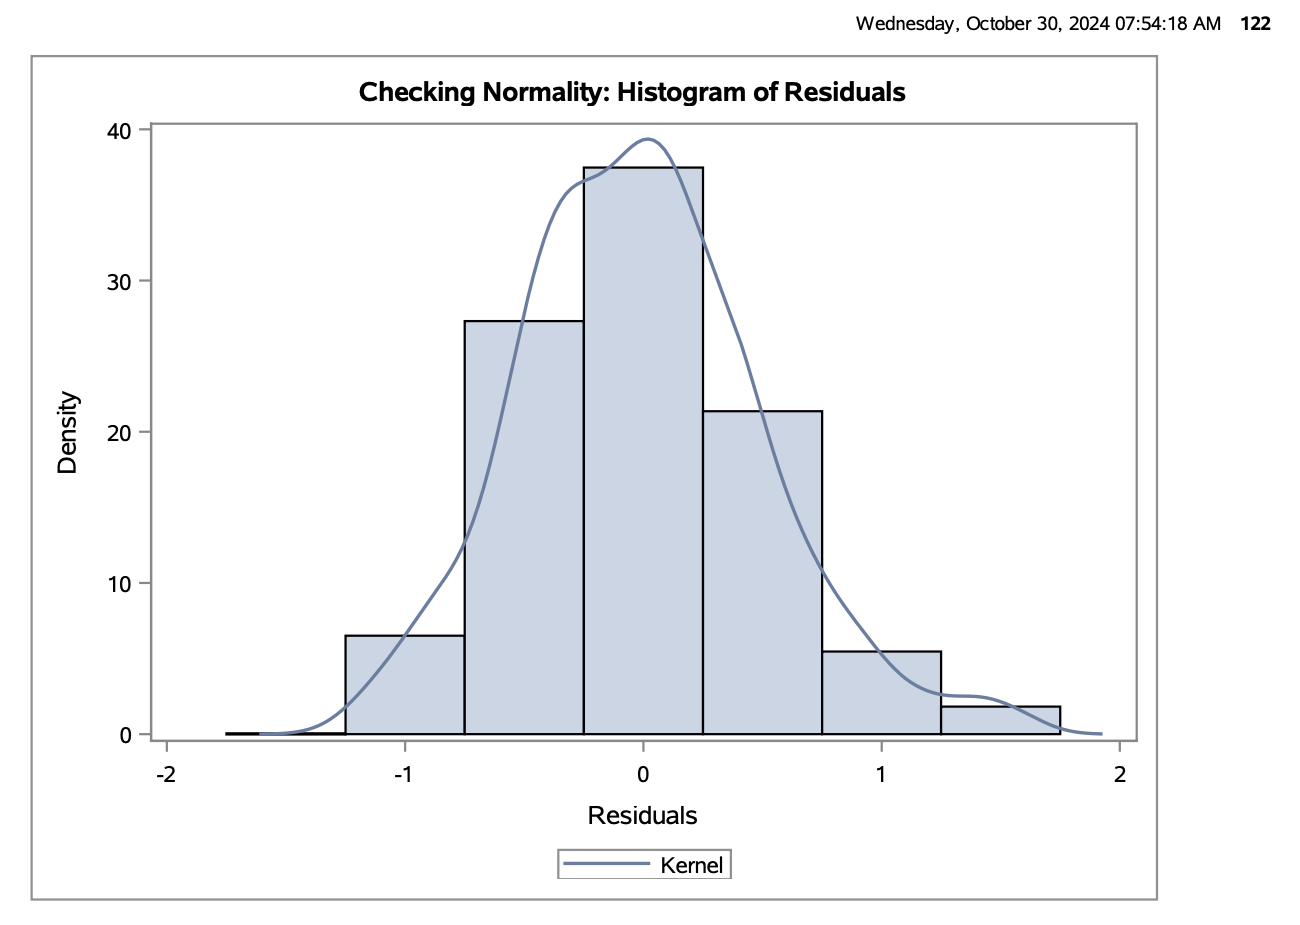 Wednesday, October 30, 2024 07:54:18 AM 122
Checking Normality: Histogram of Residuals
40
30
20
10
0
Density
-2 -1 0 1 2
Residuals
Kernel